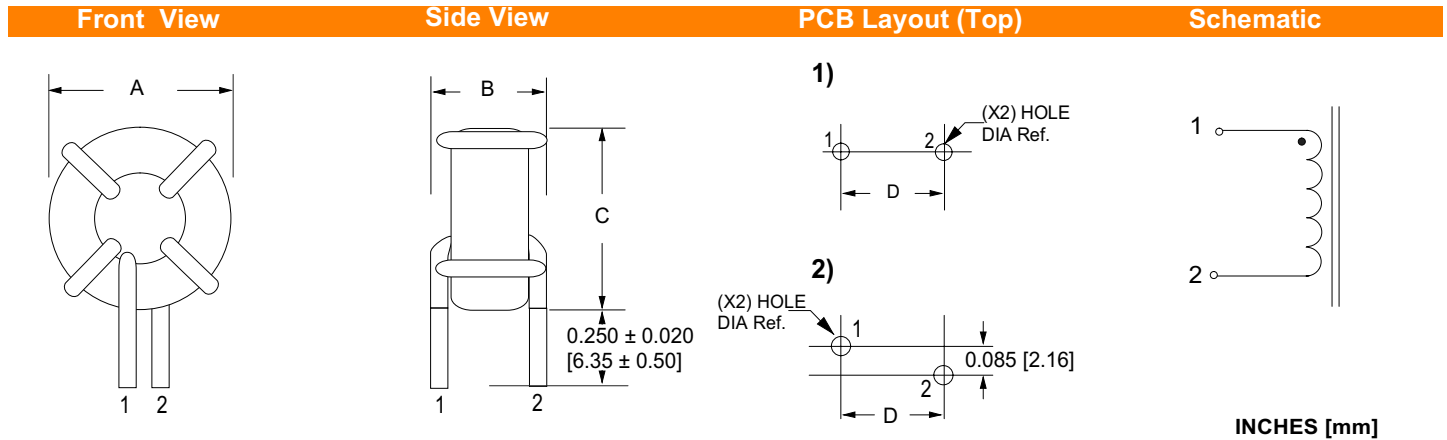 Front View
Side View
PCB Layout (Top)
Schematic
A
1 2
B
C
0.250 ± 0.020
[6.35 ± 0.50]
1 2
1)
(X2) HOLE
DIA Ref.
1 2
D
2)
(X2) HOLE
DIA Ref.
1
0.085 [2.16]
2
D
1
2
INCHES [mm]